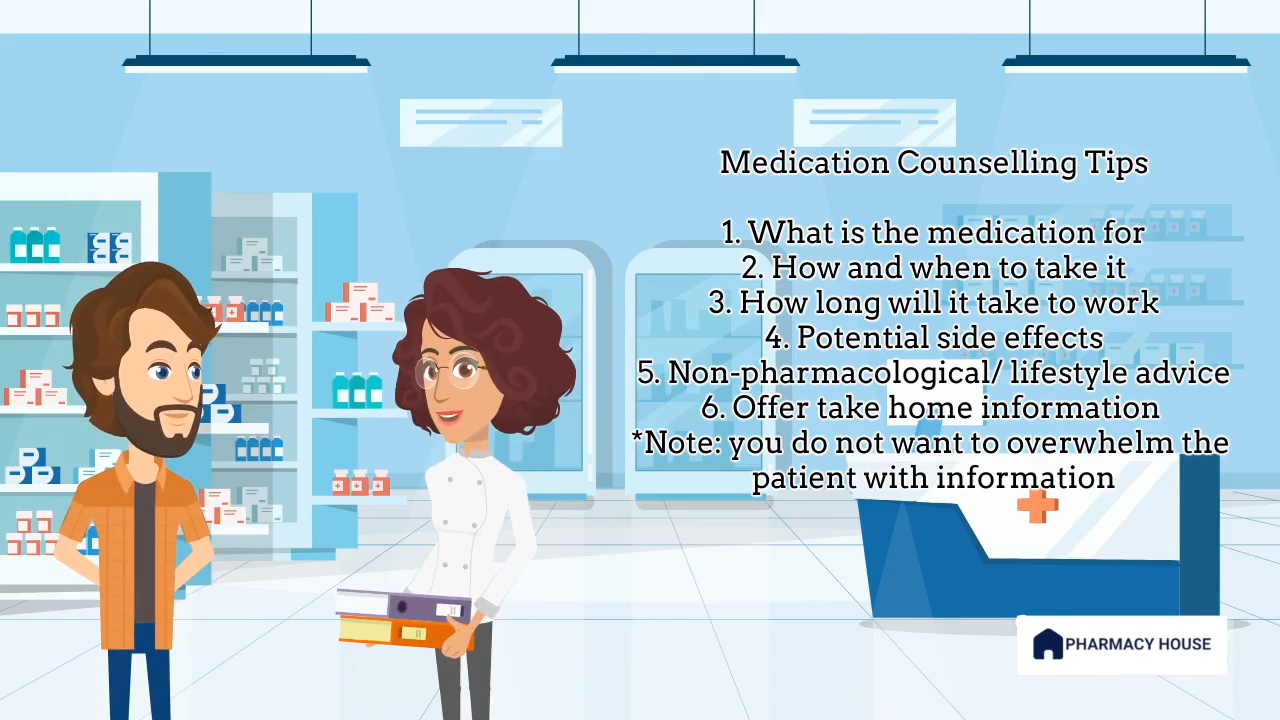 Medication Counselling Tips
1. What is the medication for
2. How and when to take it
3. How long will it take to work
4. Potential side effects
5. Non-pharmacological/ lifestyle advice
6. Offer take home information
*Note: you do not want to overwhelm the
patient with information
PHARMACY HOUSE